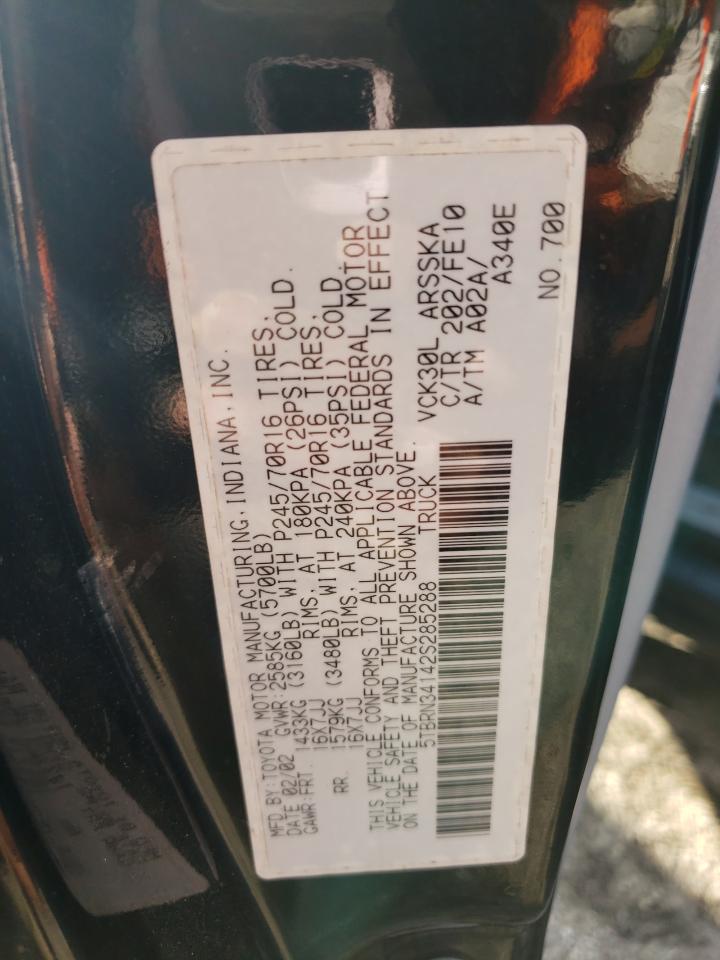 MFD BY: TOYOTA MOTOR MANUFACTURING, INDIANA, INC.
DATE 02/02 GVWR: 2585KG (5700LB)
GAWR FRT. 1433KG (3160LB) WITH P245/70R16 TIRES,
16X7JJ RIMS, AT 180KPA (26PSI) COLD.
RR. 1579KG (3480LB) WITH P245/70R16 TIRES,
16X7JJ RIMS, AT 240KPA (35PSI) COLD.
THIS VEHICLE CONFORMS TO ALL APPLICABLE FEDERAL MOTOR
VEHICLE SAFETY AND THEFT PREVENTION STANDARDS IN EFFECT
ON THE DATE OF MANUFACTURE SHOWN ABOVE.
5TBRN34142S285288 TRUCK
VCK30L ARSSKA
C/TR 202/FE10
A/TM A02A/
A340E
NO. 700